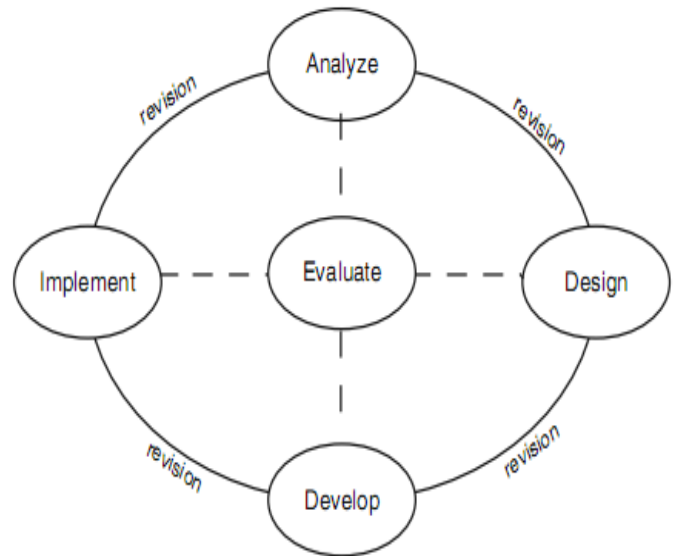 Analyze
revision
revision
Implement
Evaluate
Design
revision
revision
Develop